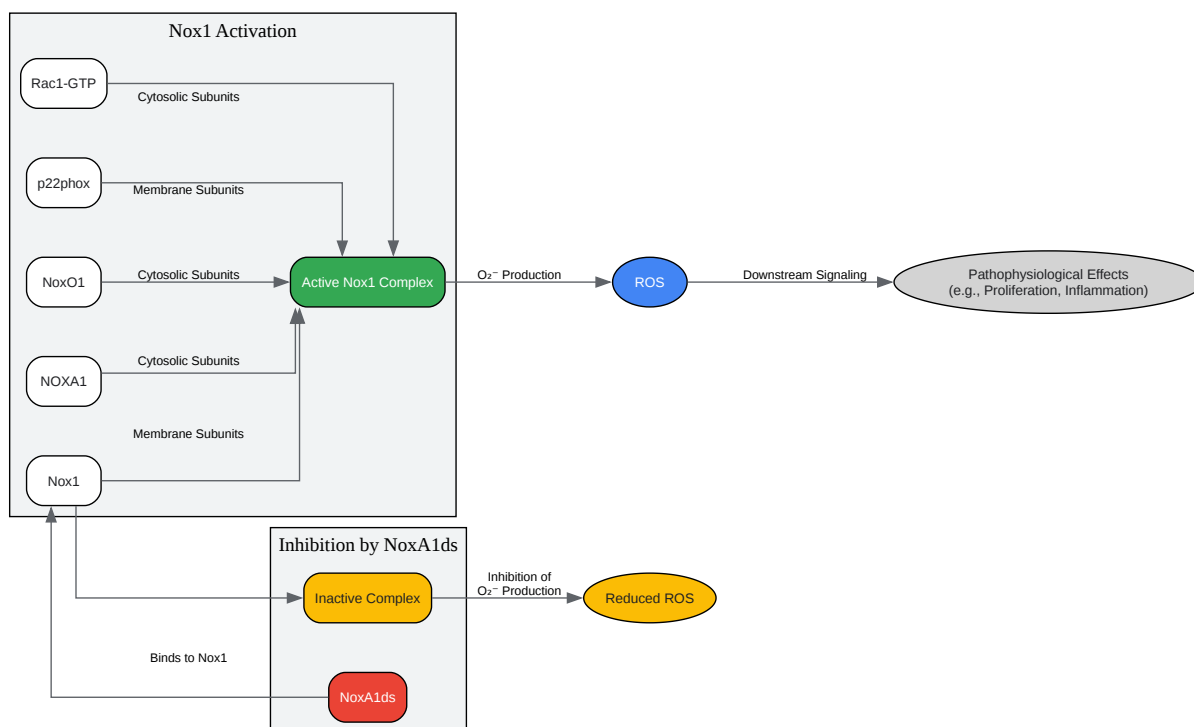 Nox1 Activation
Rac1-GTP
Cytosolic Subunits
p22phox
Membrane Subunits
NoxO1
Cytosolic Subunits
Active Nox1 Complex
O₂⁻ Production
ROS
Downstream Signaling
Pathophysiological Effects
(e.g., Proliferation, Inflammation)
NOXA1
Cytosolic Subunits
Membrane Subunits
Nox1
Inhibition by NoxA1ds
Inactive Complex
Inhibition of
O₂⁻ Production
Reduced ROS
Binds to Nox1
NoxA1ds